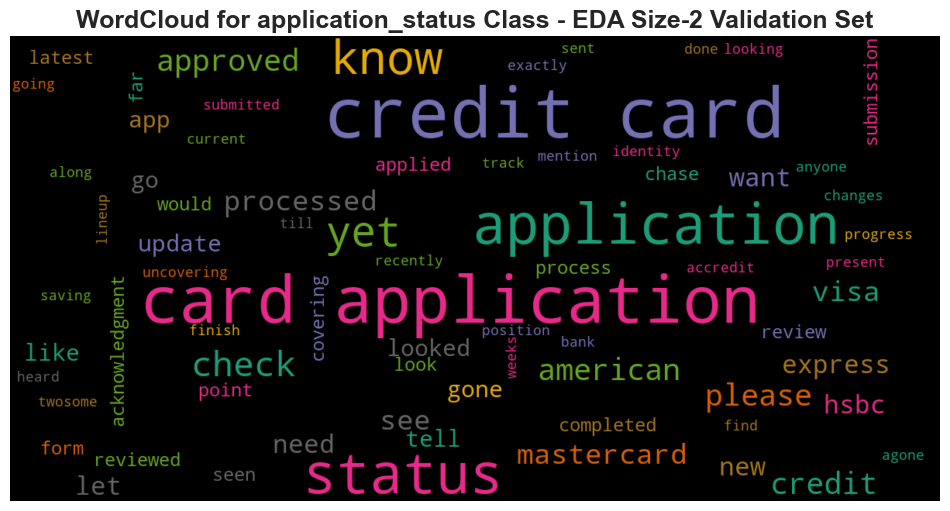 WordCloud for application_status Class - EDA Size-2 Validation Set
latest
approved
know
sent
exactly
done
looking
submission
going
far
app
submitted
current
credit card
applied
track
mention
identity
chase
want
anyone
changes
along
lineup
go
would
processed
till
yet
application
progress
update
uncovering
recently
process
accredit
present
saving
acknowledgment
card application
covering
visa
finish
position
bank
review
like
heard
check
looked
look
weeks
american
express
twosome
point
gone
please
hsbc
see
completed
find
form
reviewed
need
tell
mastercard
new
agone
let
seen
status
credit